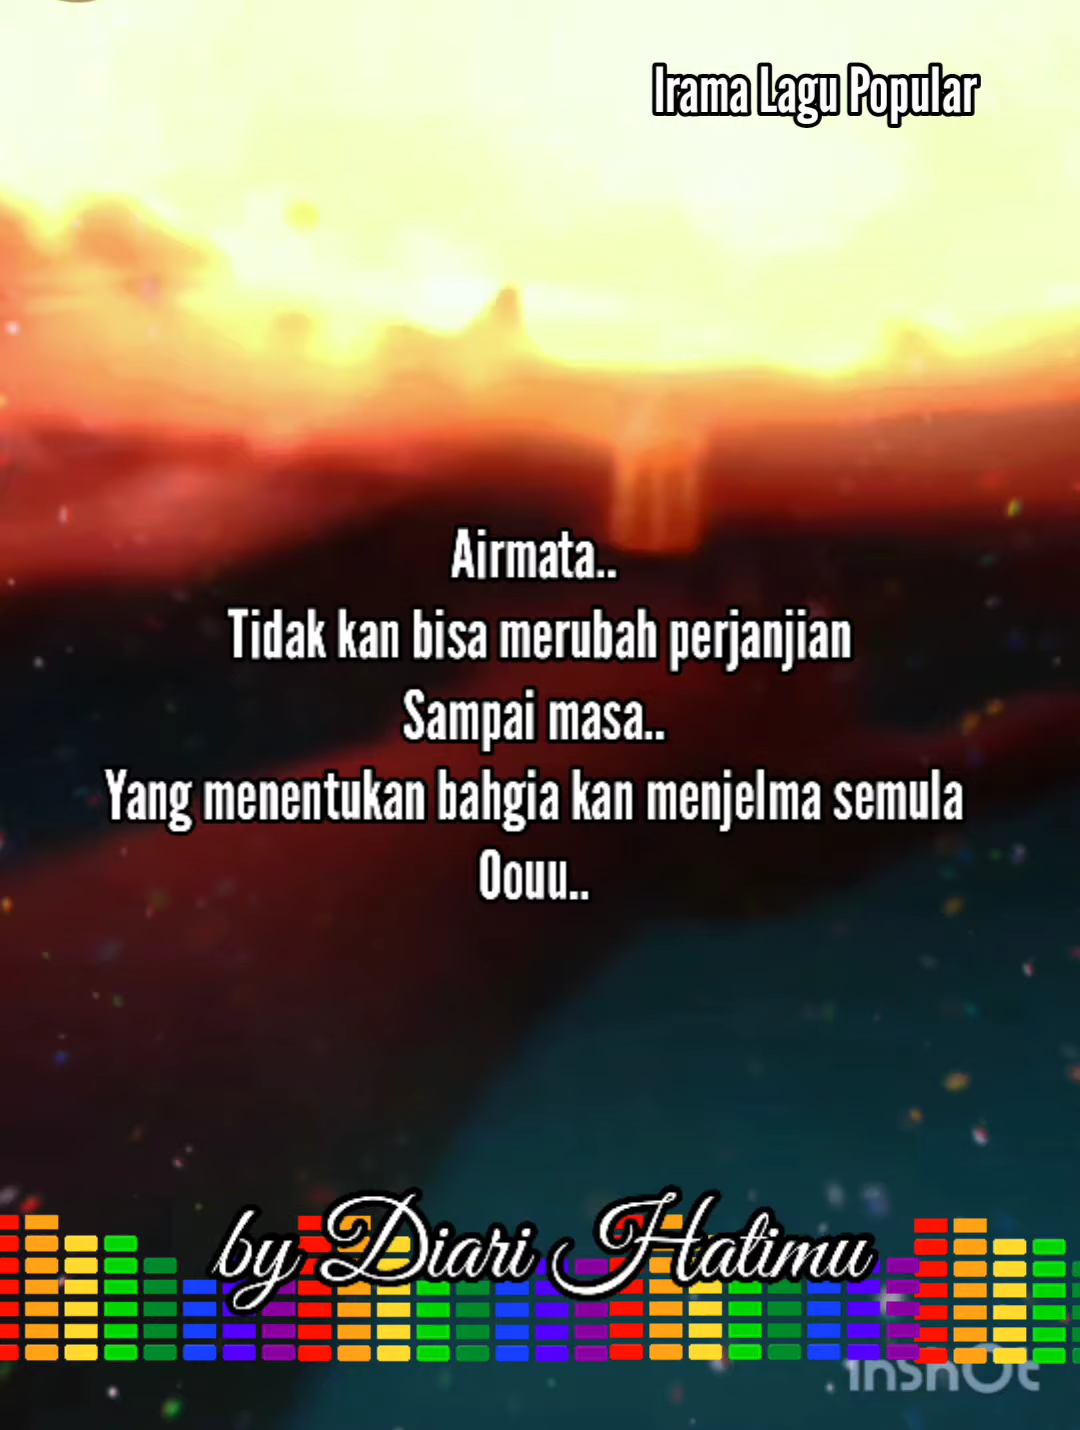 Irama Lagu Popular
Airmata..
Tidak kan bisa merubah perjanjian
Sampai masa..
Yang menentukan bahgia kan menjelma semula
Oouu..
by Diari Hatimu
InShOt